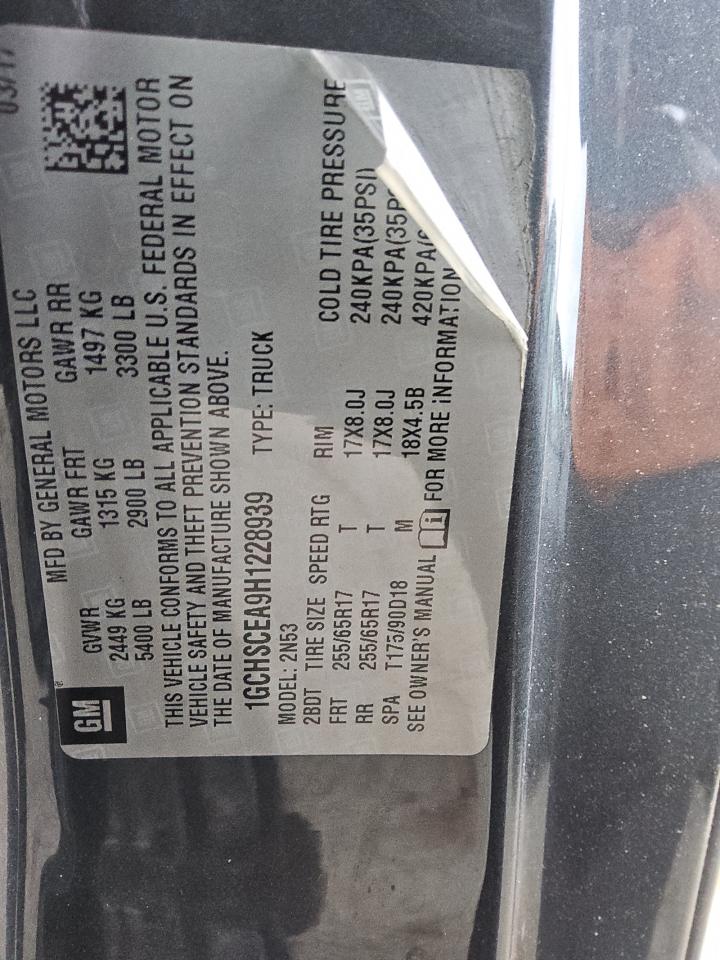 03/17
MFD BY GENERAL MOTORS LLC
GM
GVWR GAWR FRT GAWR RR
2449 KG 1315 KG 1497 KG
5400 LB 2900 LB 3300 LB
THIS VEHICLE CONFORMS TO ALL APPLICABLE U.S. FEDERAL MOTOR
VEHICLE SAFETY AND THEFT PREVENTION STANDARDS IN EFFECT ON
THE DATE OF MANUFACTURE SHOWN ABOVE.
1GCHSCEA9H1228939 TYPE: TRUCK
MODEL: 2N53
2BDT TIRE SIZE SPEED RTG RIM COLD TIRE PRESSURE
FRT 255/65R17 T 17X8.0J 240KPA(35PSI)
RR 255/65R17 T 17X8.0J 240KPA(35PS
SPA T175/90D18 M 18X4.5B 420KPA(6
SEE OWNER'S MANUAL FOR MORE INFORMATION